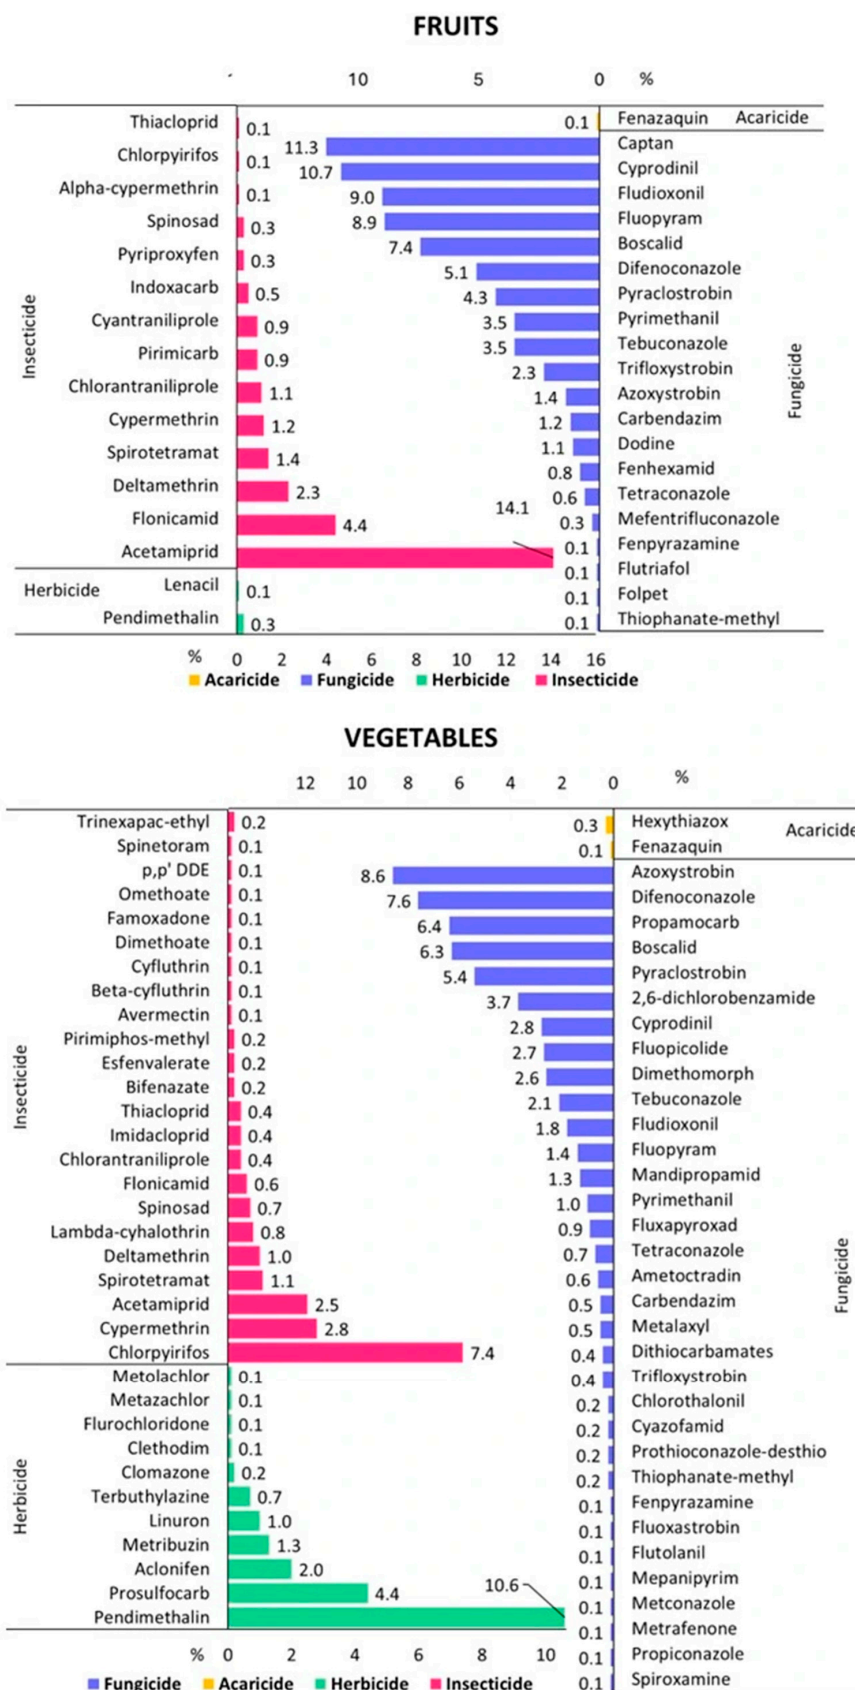 FRUITS
10 5 0 %
Thiacloprid 0.1 0.1 Fenazaquin Acaricide
Chlorpyirifos 0.1 11.3 Captan
Alpha-cypermethrin 0.1 10.7 Cyprodinil
Spinosad 0.3 9.0 Fludioxonil
Pyriproxyfen 0.3 8.9 Fluopyram
Indoxacarb 0.5 7.4 Boscalid
Cyantraniliprole 0.9 5.1 Difenoconazole
Pirimicarb 0.9 4.3 Pyraclostrobin
Chlorantraniliprole 1.1 3.5 Pyrimethanil
Cypermethrin 1.2 3.5 Tebuconazole
Spirotetramat 1.4 2.3 Trifloxystrobin
Deltamethrin 2.3 1.4 Azoxystrobin
Flonicamid 4.4 1.2 Carbendazim
Acetamiprid 14.1 1.1 Dodine
Insecticide
Herbicide
Lenacil 0.1 0.8 Fenhexamid
Pendimethalin 0.3 0.6 Tetraconazole
0.3 Mefentrifluconazole
0.1 Fenpyrazamine
0.1 Flutriafol
0.1 Folpet
0.1 Thiophanate-methyl
Fungicide
% 0 2 4 6 8 10 12 14 16
Acaricide Fungicide Herbicide Insecticide
VEGETABLES
12 10 8 6 4 2 0 %
Trinexapac-ethyl 0.2 0.3 Hexythiazox Acaricide
Spinetoram 0.1 0.1 Fenazaquin
p,p' DDE 0.1 8.6 Azoxystrobin
Omethoate 0.1 7.6 Difenoconazole
Famoxadone 0.1 6.4 Propamocarb
Dimethoate 0.1 6.3 Boscalid
Cyfluthrin 0.1 5.4 Pyraclostrobin
Beta-cyfluthrin 0.1 3.7 2,6-dichlorobenzamide
Avermectin 0.1 2.8 Cyprodinil
Pirimiphos-methyl 0.2 2.7 Fluopicolide
Esfenvalerate 0.2 2.6 Dimethomorph
Bifenazate 0.2 2.1 Tebuconazole
Thiacloprid 0.4 1.8 Fludioxonil
Imidacloprid 0.4 1.4 Fluopyram
Chlorantraniliprole 0.4 1.3 Mandipropamid
Flonicamid 0.6 1.0 Pyrimethanil
Spinosad 0.7 0.9 Fluxapyroxad
Lambda-cyhalothrin 0.8 0.7 Tetraconazole
Deltamethrin 1.0 0.6 Ametoctradin
Spirotetramat 1.1 0.5 Carbendazim
Acetamiprid 2.5 0.5 Metalaxyl
Cypermethrin 2.8 0.4 Dithiocarbamates
Chlorpyirifos 7.4 0.4 Trifloxystrobin
Insecticide
Metolachlor 0.1 0.2 Chlorothalonil
Metazachlor 0.1 0.2 Cyazofamid
Flurochloridone 0.1 0.2 Prothioconazole-desthio
Clethodim 0.1 0.2 Thiophanate-methyl
Clomazone 0.2 0.1 Fenpyrazamine
Terbuthylazine 0.7 0.1 Fluoxastrobin
Linuron 1.0 0.1 Flutolanil
Metribuzin 1.3 0.1 Mepanipyrim
Aclonifen 2.0 0.1 Metconazole
Prosulfocarb 4.4 0.1 Metrafenone
Pendimethalin 10.6 0.1 Propiconazole
0.1 Spiroxamine
Herbicide
Fungicide
% 0 2 4 6 8 10
Fungicide Acaricide Herbicide Insecticide